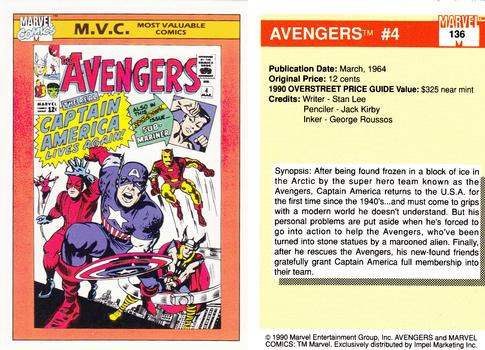 MARVEL
COMICS
M.V.C. MOST VALUABLE
COMICS
THE AVENGERS
MARVEL
12¢
4
CAPTAIN
AMERICA
LIVES AGAIN!
ALSO IN
THIS
ISSUE
SUB-
MARINER
AVENGERS™ #4
MARVEL™
136
Publication Date: March, 1964
Original Price: 12 cents
1990 OVERSTREET PRICE GUIDE Value: $325 near mint
Credits: Writer - Stan Lee
Penciler - Jack Kirby
Inker - George Roussos
Synopsis: After being found frozen in a block of ice in
the Arctic by the super hero team known as the
Avengers, Captain America returns to the U.S.A. for
the first time since the 1940's...and must come to grips
with a modern world he doesn't understand. But his
personal problems are put aside when he's forced to
go into action to help the Avengers, who've been
turned into stone statues by a marooned alien. Finally,
after he rescues the Avengers, his new-found friends
gratefully grant Captain America full membership into
their team.
© 1990 Marvel Entertainment Group, Inc. AVENGERS and MARVEL
COMICS: TM Marvel. Exclusively distributed by Impel Marketing Inc.